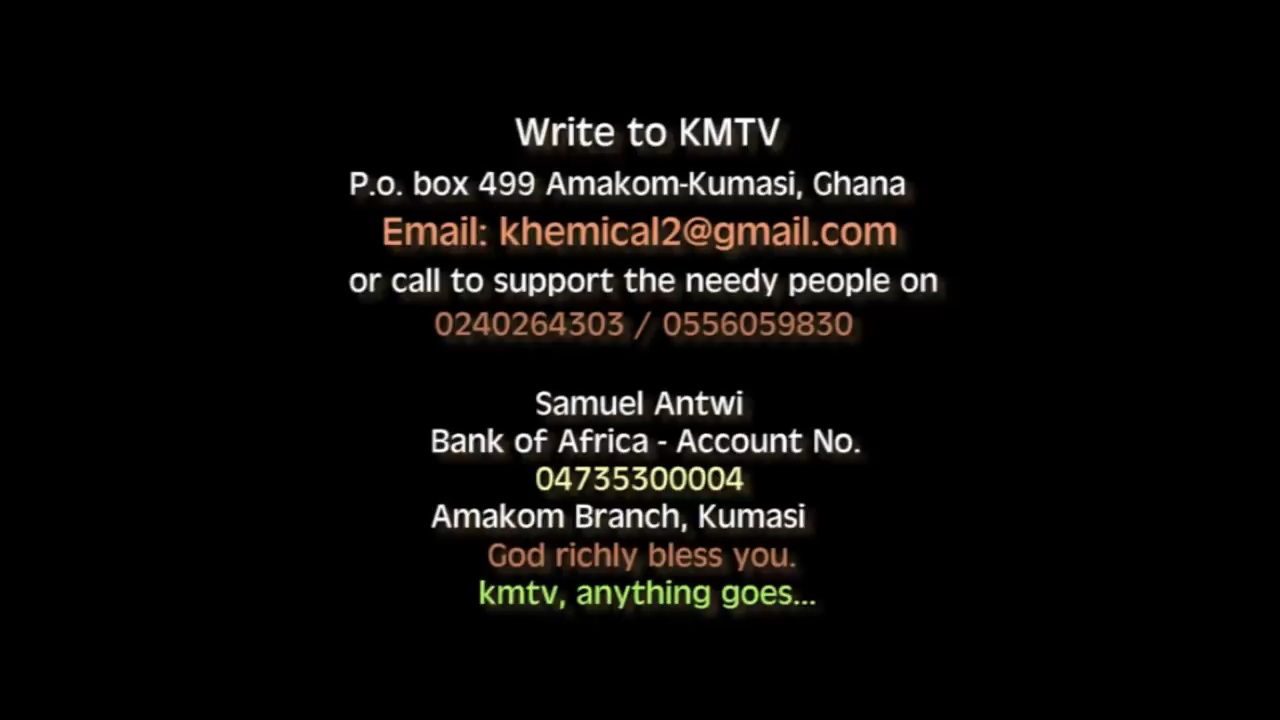 Write to KMTV
P.o. box 499 Amakom-Kumasi, Ghana
Email: khemical2@gmail.com
or call to support the needy people on
0240264303 / 0556059830
Samuel Antwi
Bank of Africa - Account No.
04735300004
Amakom Branch, Kumasi
God richly bless you.
kmtv, anything goes...